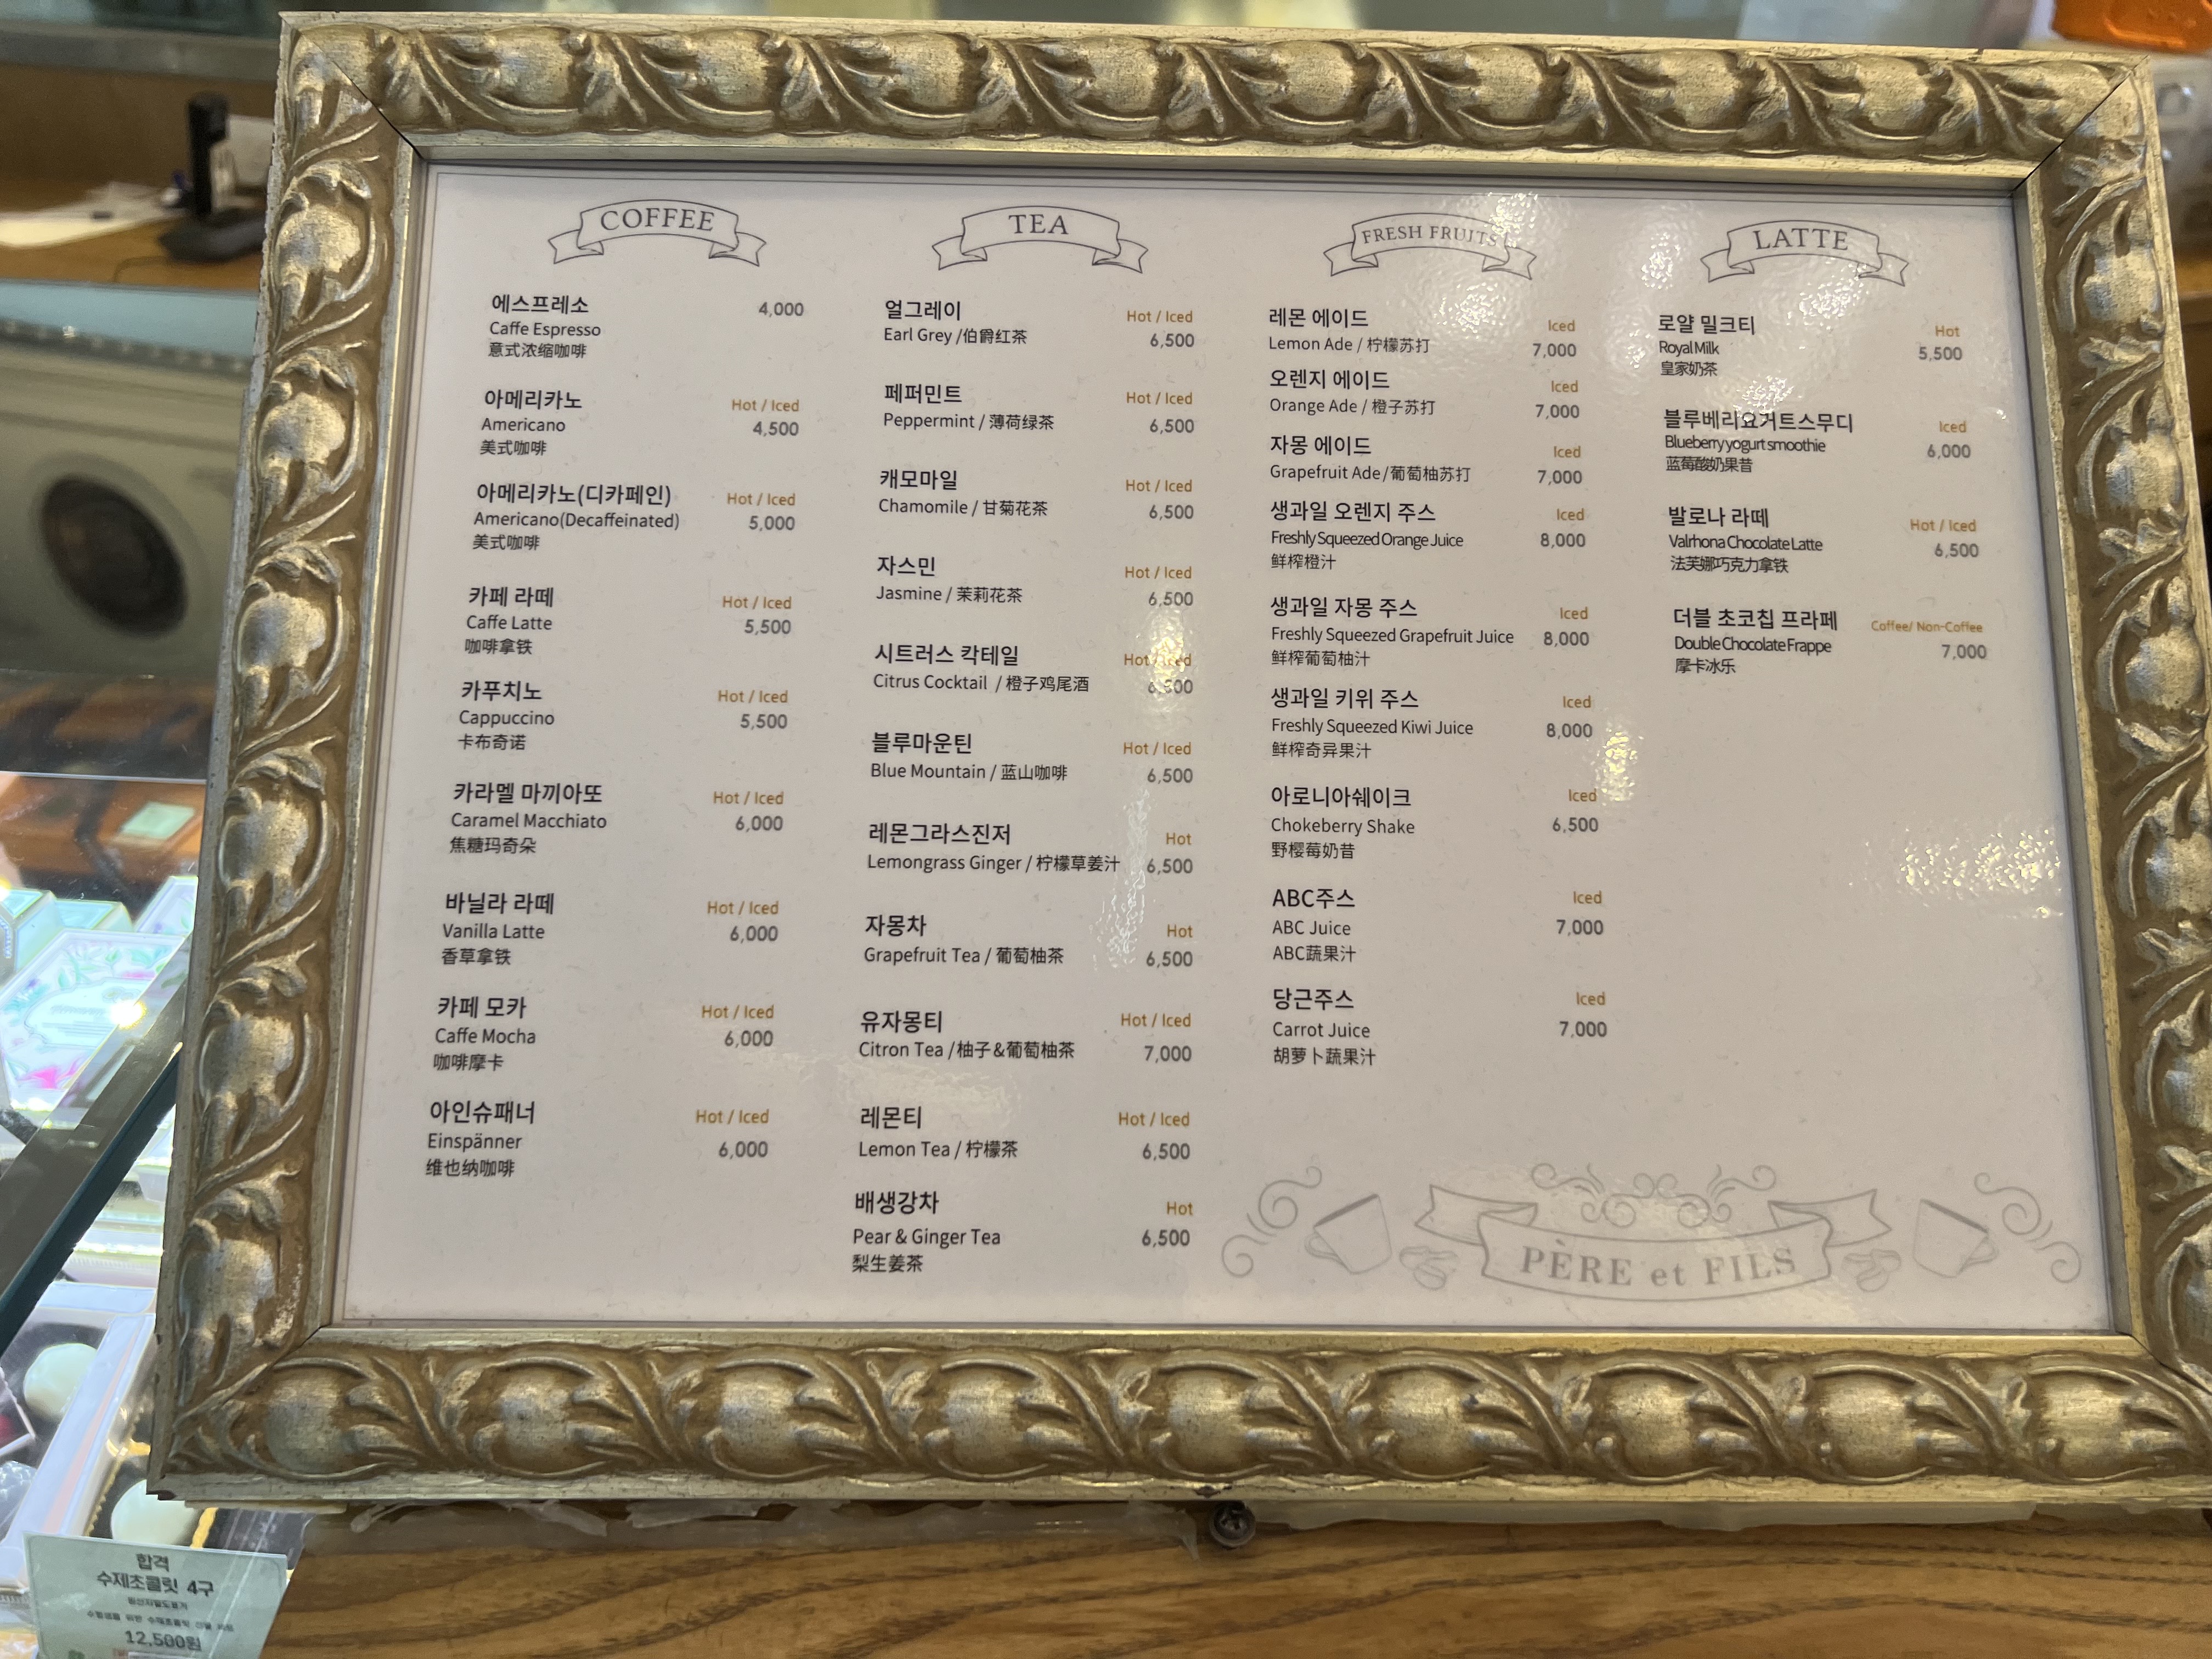 COFFEE
에스프레소 4,000
Caffe Espresso
意式浓缩咖啡
아메리카노 Hot / Iced
Americano 4,500
美式咖啡
아메리카노(디카페인) Hot / Iced
Americano(Decaffeinated) 5,000
美式咖啡
카페 라떼 Hot / Iced
Caffe Latte 5,500
咖啡拿铁
카푸치노 Hot / Iced
Cappuccino 5,500
卡布奇诺
카라멜 마끼아또 Hot / Iced
Caramel Macchiato 6,000
焦糖玛奇朵
바닐라 라떼 Hot / Iced
Vanilla Latte 6,000
香草拿铁
카페 모카 Hot / Iced
Caffe Mocha 6,000
咖啡摩卡
아인슈패너 Hot / Iced
Einspänner 6,000
维也纳咖啡
TEA
얼그레이 Hot / Iced
Earl Grey /伯爵红茶 6,500
페퍼민트 Hot / Iced
Peppermint / 薄荷绿茶 6,500
캐모마일 Hot / Iced
Chamomile / 甘菊花茶 6,500
자스민 Hot / Iced
Jasmine / 茉莉花茶 6,500
시트러스 칵테일 Hot / Iced
Citrus Cocktail / 橙子鸡尾酒 6,500
블루마운틴 Hot / Iced
Blue Mountain / 蓝山咖啡 6,500
레몬그라스진저 Hot
Lemongrass Ginger / 柠檬草姜汁 6,500
자몽차 Hot
Grapefruit Tea / 葡萄柚茶 6,500
유자몽티 Hot / Iced
Citron Tea /柚子&葡萄柚茶 7,000
레몬티 Hot / Iced
Lemon Tea / 柠檬茶 6,500
배생강차 Hot
Pear & Ginger Tea 6,500
梨生姜茶
FRESH FRUITS
레몬 에이드 Iced
Lemon Ade / 柠檬苏打 7,000
오렌지 에이드 Iced
Orange Ade / 橙子苏打 7,000
자몽 에이드 Iced
Grapefruit Ade/葡萄柚苏打 7,000
생과일 오렌지 주스 Iced
Freshly Squeezed Orange Juice 8,000
鲜榨橙汁
생과일 자몽 주스 Iced
Freshly Squeezed Grapefruit Juice 8,000
鲜榨葡萄柚汁
생과일 키위 주스 Iced
Freshly Squeezed Kiwi Juice 8,000
鲜榨奇异果汁
아로니아쉐이크 Iced
Chokeberry Shake 6,500
野樱莓奶昔
ABC주스 Iced
ABC Juice 7,000
ABC蔬果汁
당근주스 Iced
Carrot Juice 7,000
胡萝卜蔬果汁
LATTE
로얄 밀크티 Hot
Royal Milk 5,500
皇家奶茶
블루베리요거트스무디 Iced
Blueberry yogurt smoothie 6,000
蓝莓酸奶果昔
발로나 라떼 Hot / Iced
Valrhona Chocolate Latte 6,500
法芙娜巧克力拿铁
더블 초코칩 프라페 Coffee/ Non-Coffee
Double Chocolate Frappe 7,000
摩卡冰乐
PÈRE et FILS
합격
수제초콜릿 4구
12,500원